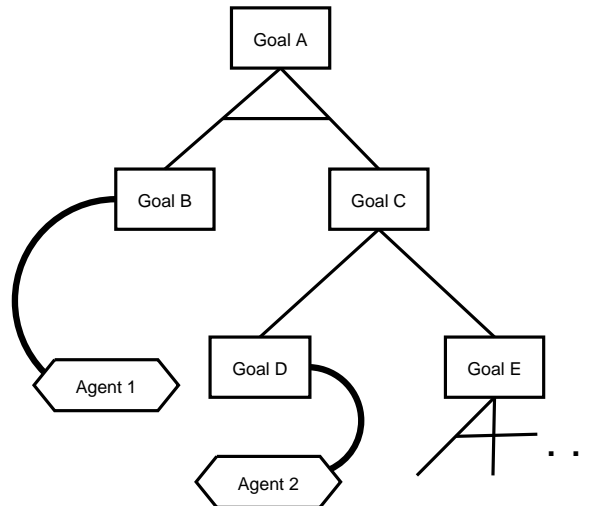 Goal A
Goal B
Goal C
Goal D
Goal E
Agent 1
Agent 2
. .